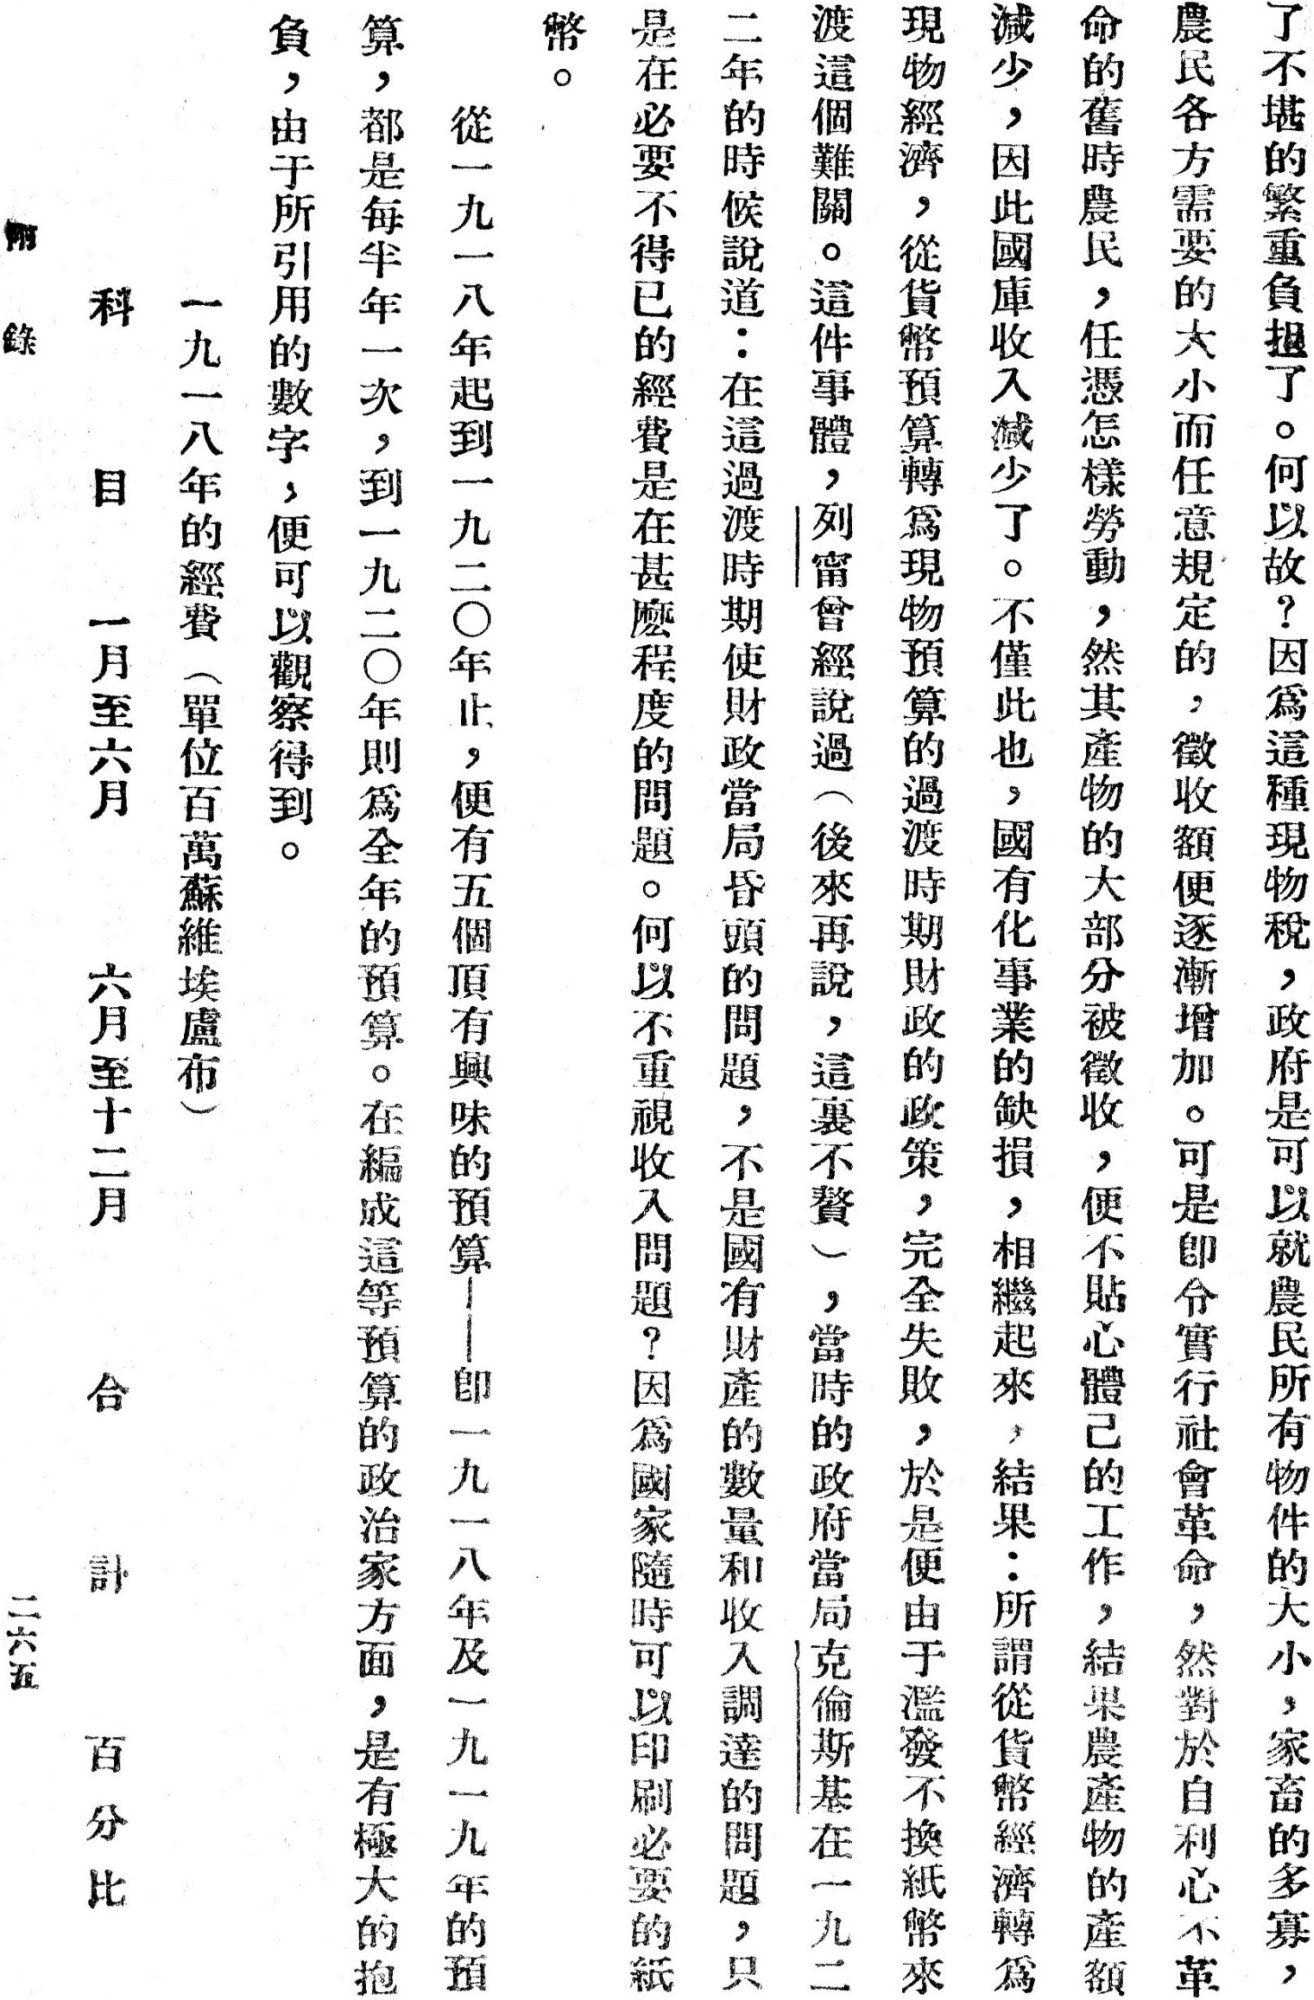 了不堪的繁重負担了。何以故？因爲這種現物稅，政府是可以就農民所有物件的大小，家畜的多寡，
農民各方需要的大小而任意規定的，徵收額便逐漸增加。可是卽令實行社會革命，然對於自利心不革
命的舊時農民，任憑怎樣勞動，然其產物的大部分被徵收，便不貼心體己的工作，結果農產物的產額
減少，因此國庫收入減少了。不僅此也，國有化事業的缺損，相繼起來，結果：所謂從貨幣經濟轉爲
現物經濟，從貨幣預算轉爲現物預算的過渡時期財政的政策，完全失敗，於是便由于濫發不換紙幣來
渡這個難關。這件事體，列甯曾經說過（後來再說，這裏不贅），當時的政府當局克倫斯基在一九二
二年的時候說道：在這過渡時期使財政當局昏頭的問題，不是國有財產的數量和收入調達的問題，只
是在必要不得已的經費是在甚麽程度的問題。何以不重視收入問題？因爲國家隨時可以印刷必要的紙
幣。
從一九一八年起到一九二〇年止，便有五個頂有興味的預算——卽一九一八年及一九一九年的預
算，都是每半年一次，到一九二〇年則爲全年的預算。在編成這等預算的政治家方面，是有極大的抱
負，由于所引用的數字，便可以觀察得到。
一九一八年的經費（單位百萬蘇維埃盧布）
科目 一月至六月 六月至十二月 合計 百分比
附錄 二六五